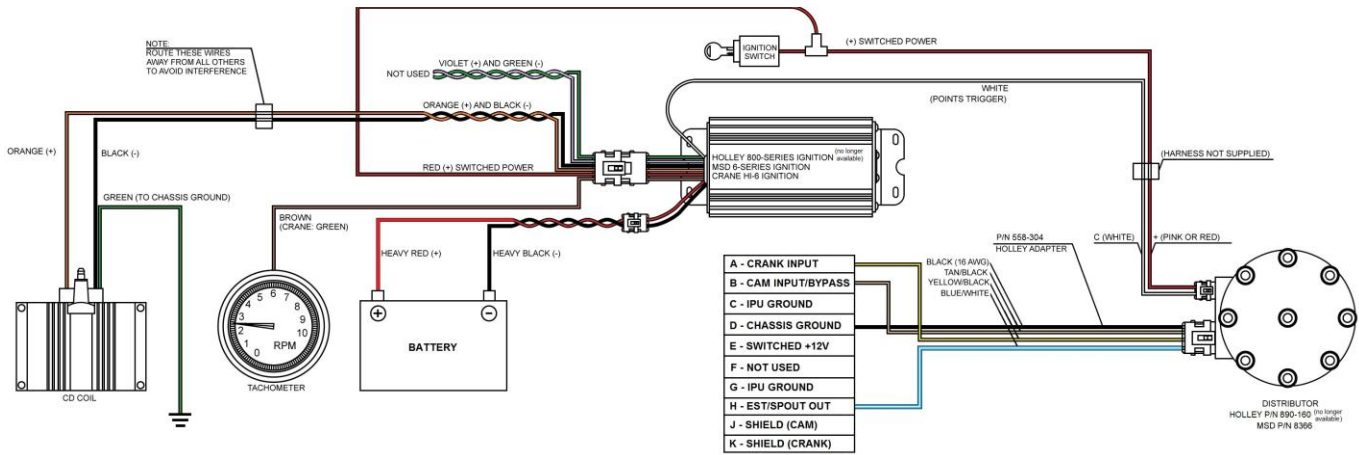 NOTE:
ROUTE THESE WIRES
AWAY FROM ALL OTHERS
TO AVOID INTERFERENCE
VIOLET (+) AND GREEN (-)
NOT USED
ORANGE (+) AND BLACK (-)
ORANGE (+)
BLACK (-)
RED (+) SWITCHED POWER
GREEN (TO CHASSIS GROUND)
BROWN
(CRANE: GREEN)
HEAVY RED (+)
HEAVY BLACK (-)
IGNITION
SWITCH
(+) SWITCHED POWER
WHITE
(POINTS TRIGGER)
HOLLEY 800-SERIES IGNITION (no longer
available)
MSD 6-SERIES IGNITION
CRANE HI-6 IGNITION
(HARNESS NOT SUPPLIED)
P/N 558-304
HOLLEY ADAPTER
C (WHITE)
+ (PINK OR RED)
BLACK (16 AWG)
TAN/BLACK
YELLOW/BLACK
BLUE/WHITE
A - CRANK INPUT
B - CAM INPUT/BYPASS
C - IPU GROUND
D - CHASSIS GROUND
E - SWITCHED +12V
F - NOT USED
G - IPU GROUND
H - EST/SPOUT OUT
J - SHIELD (CAM)
K - SHIELD (CRANK)
CD COIL
0
1
2
3
4
5
6
7
8
9
10
RPM
TACHOMETER
+
−
BATTERY
DISTRIBUTOR
HOLLEY P/N 890-160 (no longer
available)
MSD P/N 8366